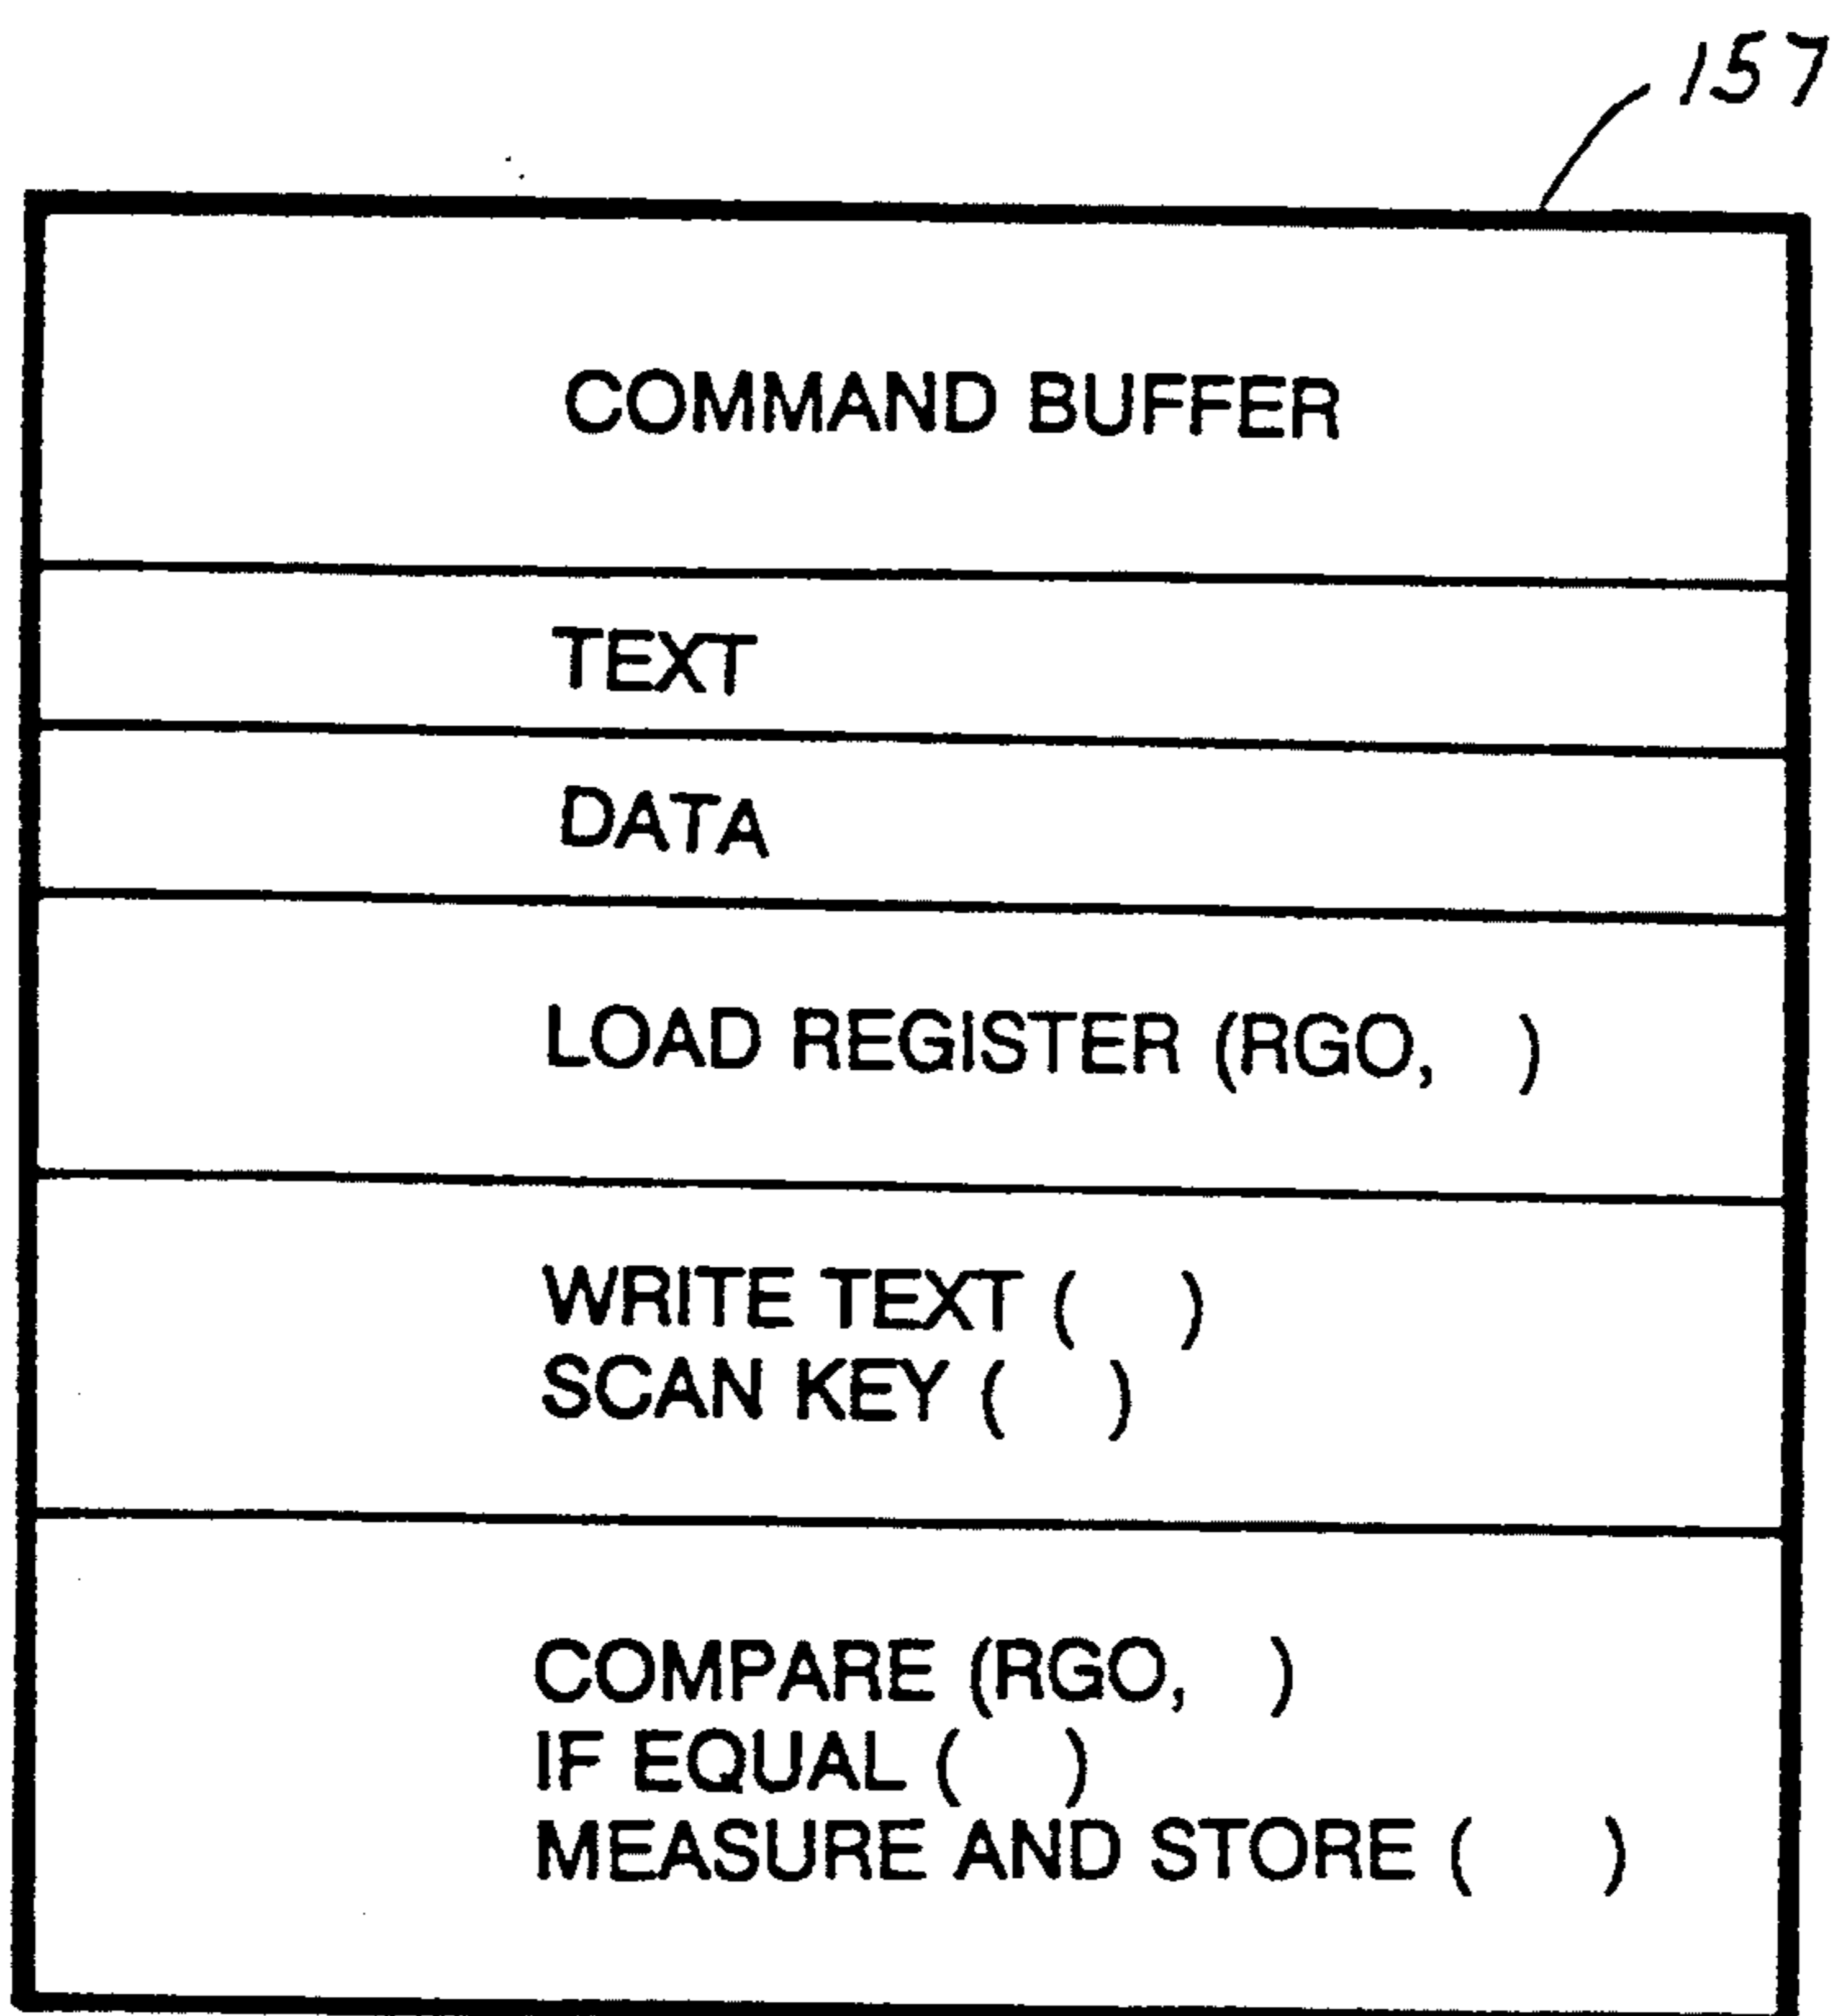 157
COMMAND BUFFER
TEXT
DATA
LOAD REGISTER (RGO, )
WRITE TEXT ( )
SCAN KEY ( )
COMPARE (RGO, )
IF EQUAL ( )
MEASURE AND STORE ( )